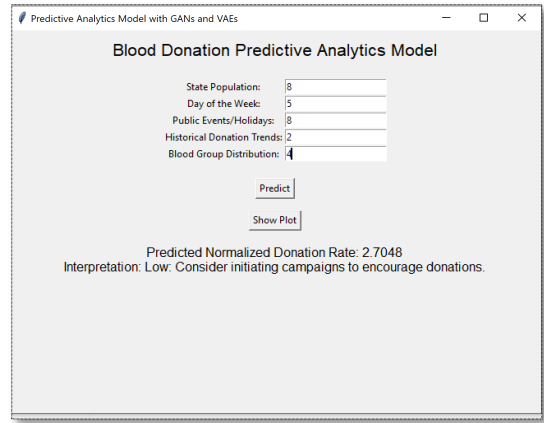 Predictive Analytics Model with GANs and VAEs
Blood Donation Predictive Analytics Model
State Population: 8
Day of the Week: 5
Public Events/Holidays: 8
Historical Donation Trends: 2
Blood Group Distribution: 4
Predict
Show Plot
Predicted Normalized Donation Rate: 2.7048
Interpretation: Low: Consider initiating campaigns to encourage donations.